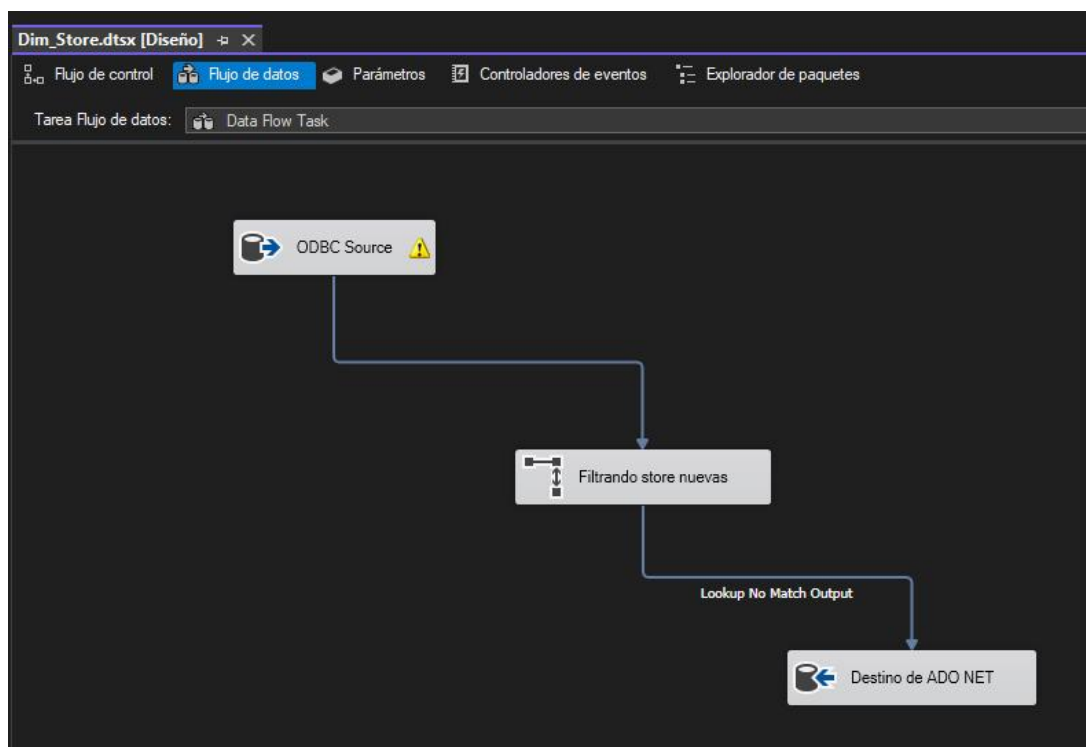 Dim_Store.dtsx [Diseño]
Flujo de control Flujo de datos Parámetros Controladores de eventos Explorador de paquetes
Tarea Flujo de datos: Data Flow Task
ODBC Source
Filtrando store nuevas
Lookup No Match Output
Destino de ADO NET